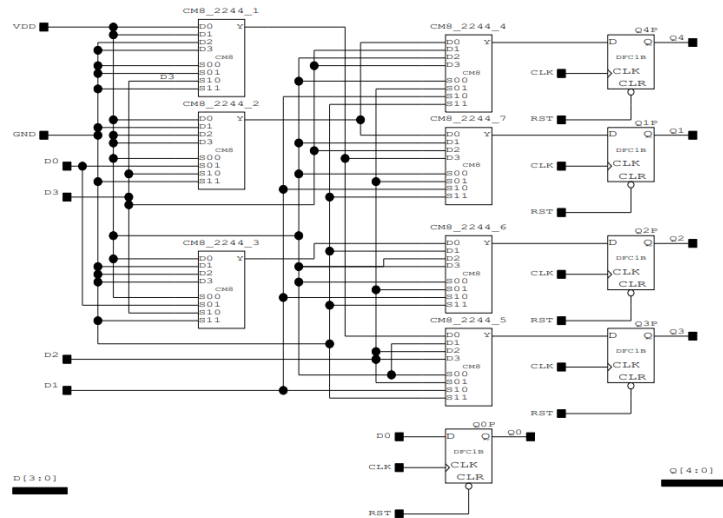 CM8_2244_1
VDD
D0 Y
D1
D2
D3
CM8
S00
S01
S10
S11
D3
CM8_2244_4
D0 Y
D1
D2
D3
CM8
S00
S01
S10
S11
Q4P
D Q
DFC1B
CLK
CLR
Q4
CLK
RST
CM8_2244_2
D0 Y
D1
D2
D3
CM8
S00
S01
S10
S11
GND
D0
D3
CM8_2244_7
D0 Y
D1
D2
D3
CM8
S00
S01
S10
S11
Q1P
D Q
DFC1B
CLK
CLR
Q1
CLK
RST
CM8_2244_3
D0 Y
D1
D2
D3
CM8
S00
S01
S10
S11
CM8_2244_6
D0 Y
D1
D2
D3
CM8
S00
S01
S10
S11
Q2P
D Q
DFC1B
CLK
CLR
Q2
CLK
RST
D2
D1
CM8_2244_5
D0 Y
D1
D2
D3
CM8
S00
S01
S10
S11
Q3P
D Q
DFC1B
CLK
CLR
Q3
CLK
RST
Q0P
D0
D Q
DFC1B
CLK
CLR
Q0
CLK
RST
D[3:0]
Q[4:0]